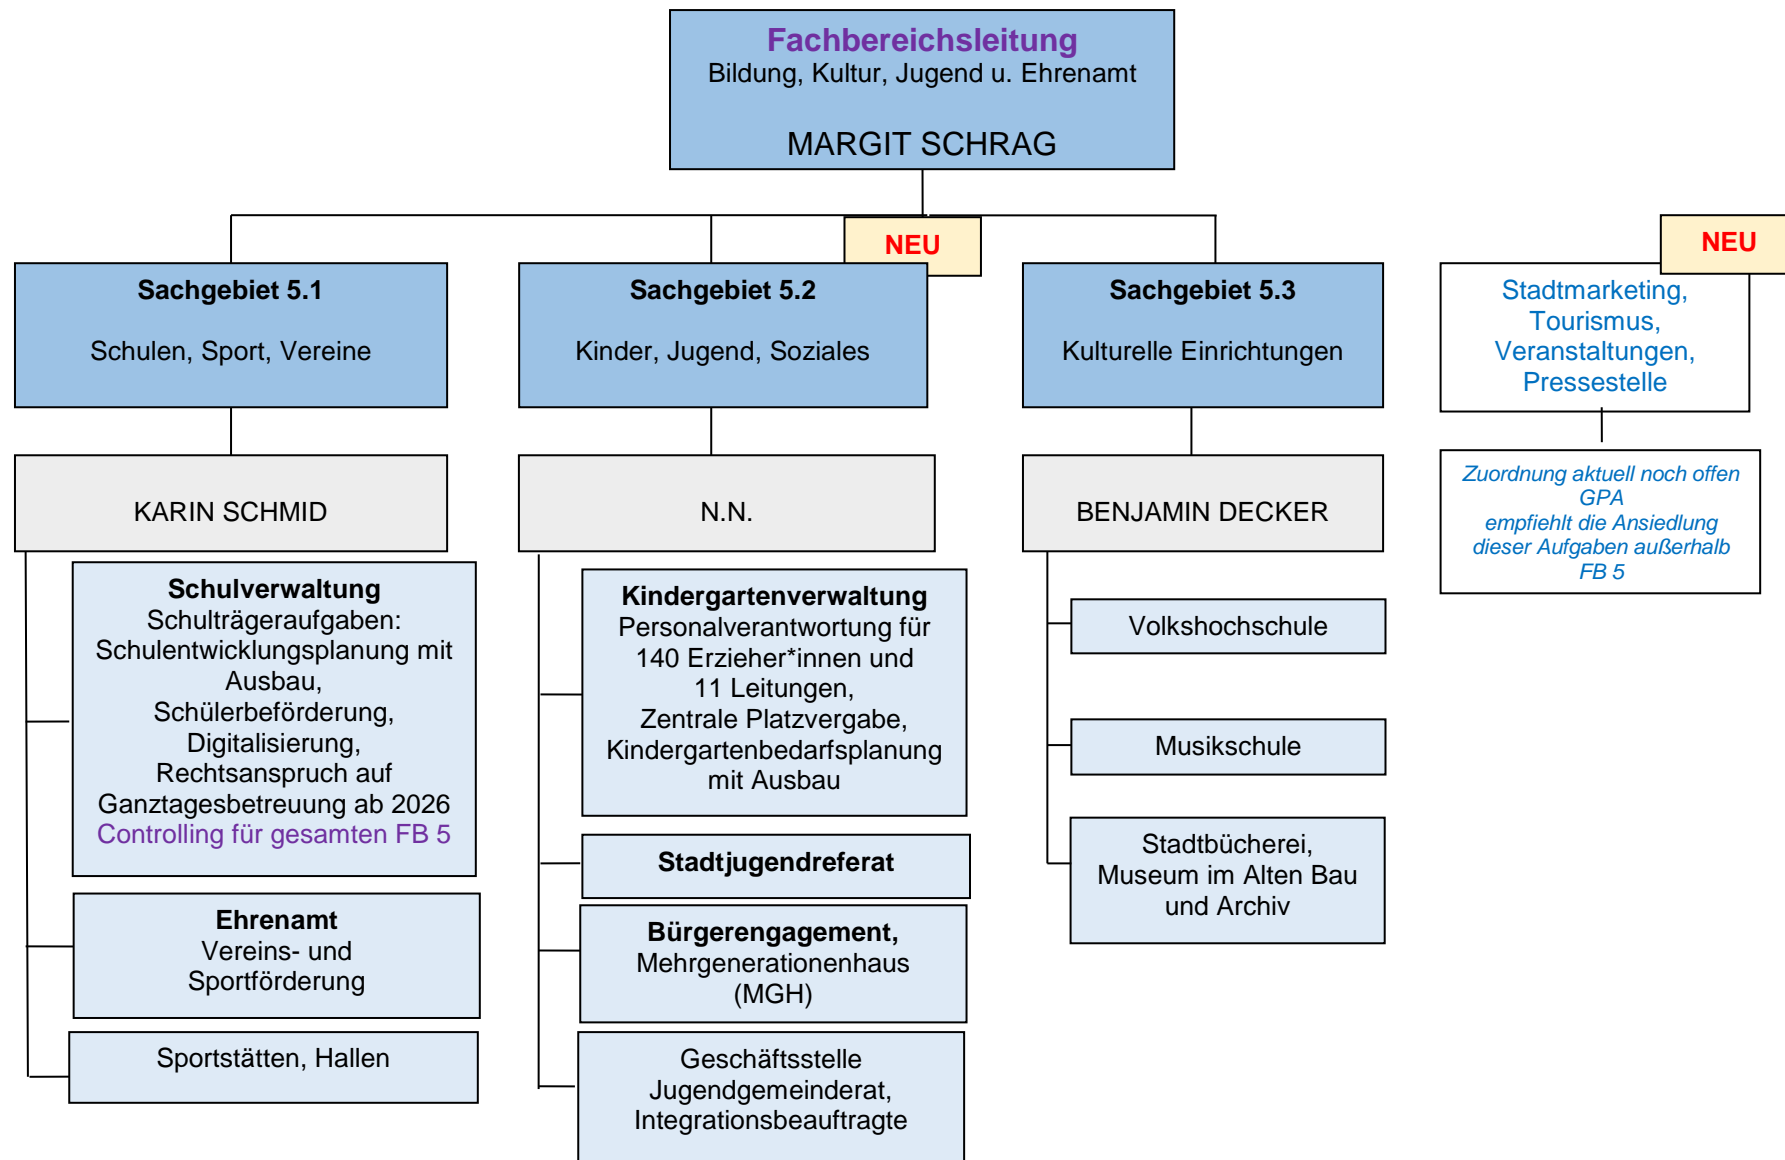 Fachbereichsleitung
Bildung, Kultur, Jugend u. Ehrenamt
MARGIT SCHRAG
NEU
NEU
Sachgebiet 5.1
Schulen, Sport, Vereine
Sachgebiet 5.2
Kinder, Jugend, Soziales
Sachgebiet 5.3
Kulturelle Einrichtungen
Stadtmarketing,
Tourismus,
Veranstaltungen,
Pressestelle
KARIN SCHMID
N.N.
BENJAMIN DECKER
Zuordnung aktuell noch offen
GPA
empfiehlt die Ansiedlung
dieser Aufgaben außerhalb
FB 5
Schulverwaltung
Schulträgeraufgaben:
Schulentwicklungsplanung mit
Ausbau,
Schülerbeförderung,
Digitalisierung,
Rechtsanspruch auf
Ganztagesbetreuung ab 2026
Controlling für gesamten FB 5
Ehrenamt
Vereins- und
Sportförderung
Sportstätten, Hallen
Kindergartenverwaltung
Personalverantwortung für
140 Erzieher*innen und
11 Leitungen,
Zentrale Platzvergabe,
Kindergartenbedarfsplanung
mit Ausbau
Stadtjugendreferat
Bürgerengagement,
Mehrgenerationenhaus
(MGH)
Geschäftsstelle
Jugendgemeinderat,
Integrationsbeauftragte
Volkshochschule
Musikschule
Stadtbücherei,
Museum im Alten Bau
und Archiv